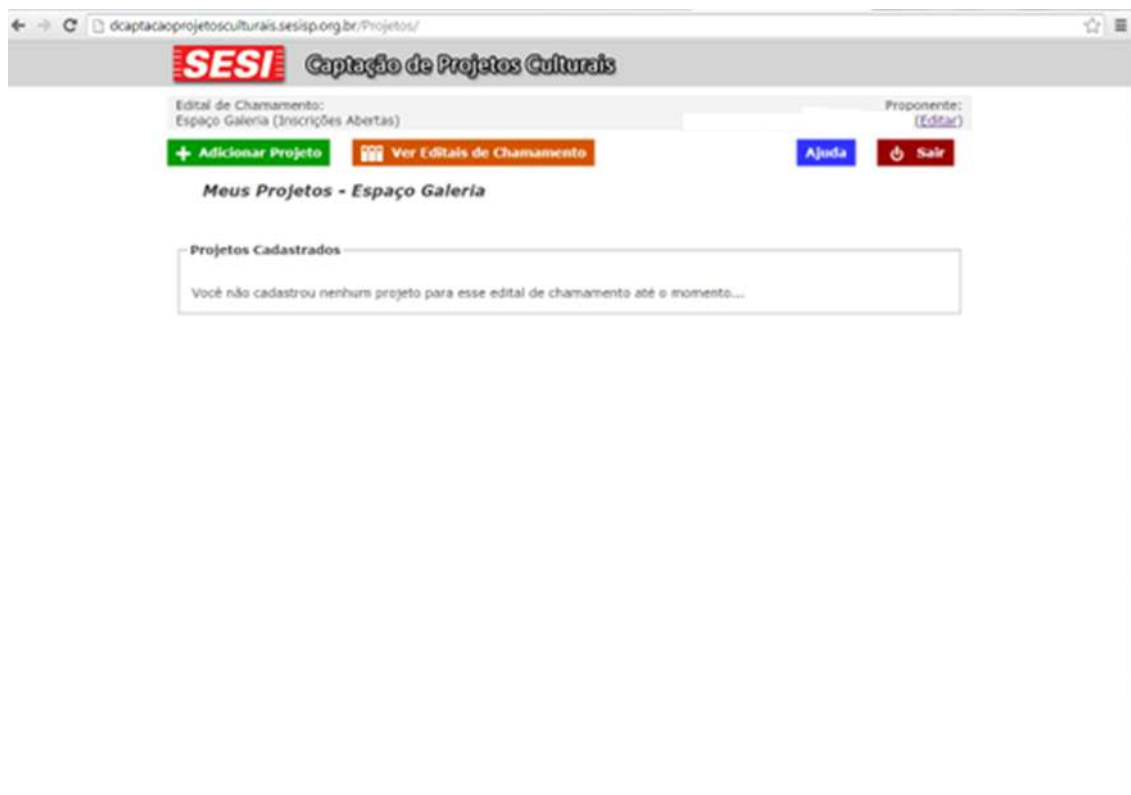 dcaptacaoprojetosculturais.sesisp.org.br/Projetos/
SESI Captação de Projetos Culturais
Edital de Chamamento: Proponente:
Espaço Galeria (Inscrições Abertas) (Editar)
+ Adicionar Projeto Ver Editais de Chamamento Ajuda Sair
Meus Projetos - Espaço Galeria
Projetos Cadastrados
Você não cadastrou nenhum projeto para esse edital de chamamento até o momento...